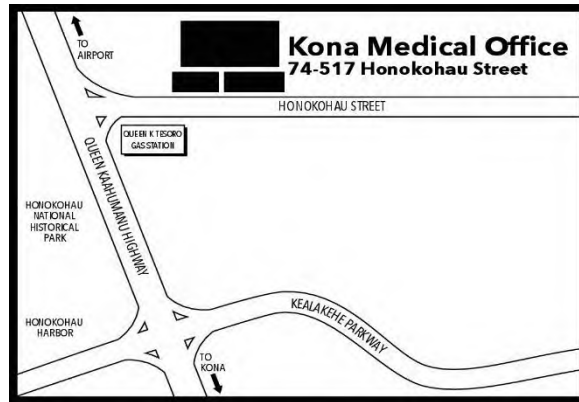 TO
AIRPORT
Kona Medical Office
74-517 Honokohau Street
HONOKOHAU STREET
QUEEN K TESORO
GAS STATION
QUEEN KAAHUMANU HIGHWAY
HONOKOHAU
NATIONAL
HISTORICAL
PARK
HONOKOHAU
HARBOR
KEALAKEHE PARKWAY
TO
KONA